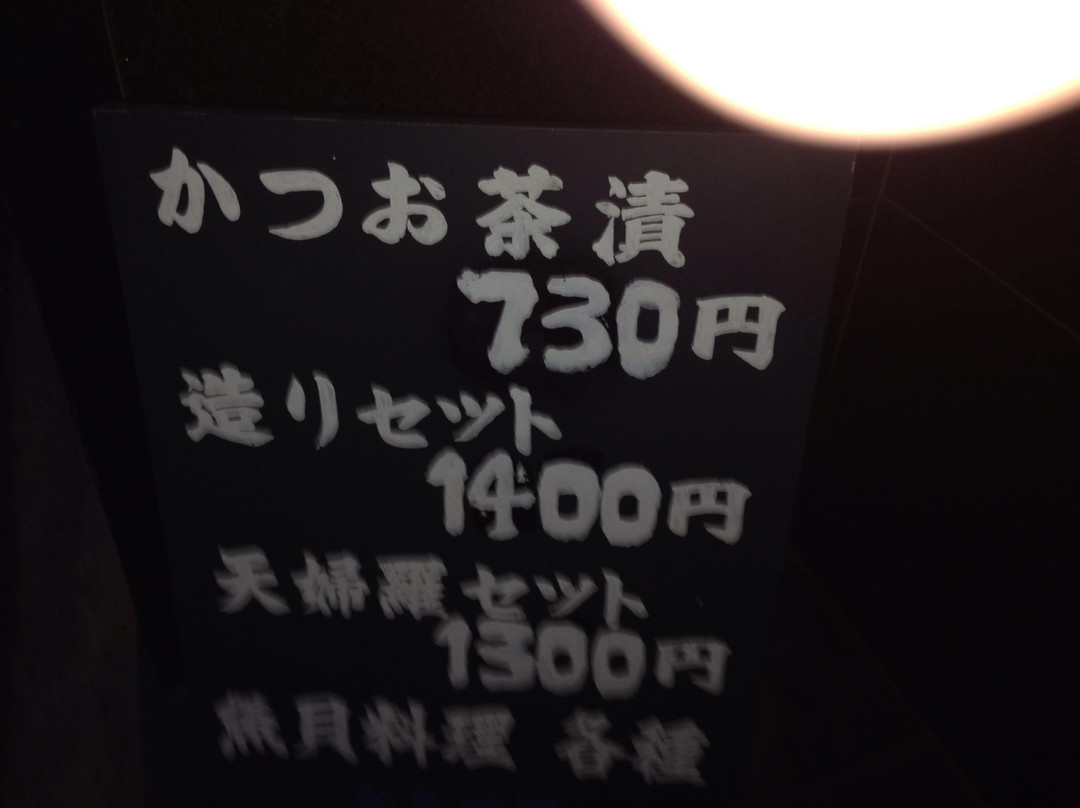 かつお茶漬
730円
造りセット
1400円
天婦羅セット
1300円
魚貝料理 各種